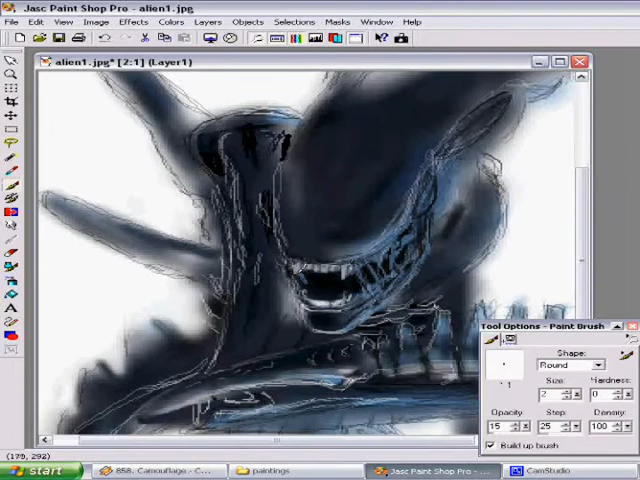 Jasc Paint Shop Pro - alien1.jpg
File Edit View Image Effects Colors Layers Objects Selections Masks Window Help
alien1.jpg* [2:1] (Layer1)
Tool Options - Paint Brush
Shape:
Round
Size: Hardness:
2 0
Opacity Step: Density:
15 25 100
Build up brush
(179, 292)
start 858. Camouflage - C... paintings Jasc Paint Shop Pro - ... CamStudio